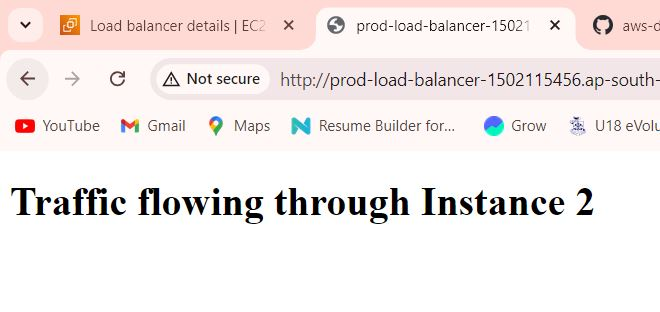 Load balancer details | EC2
prod-load-balancer-15021
aws-d
Not secure
http://prod-load-balancer-1502115456.ap-south-
YouTube
Gmail
Maps
Resume Builder for...
Grow
U18 eVolu
Traffic flowing through Instance 2